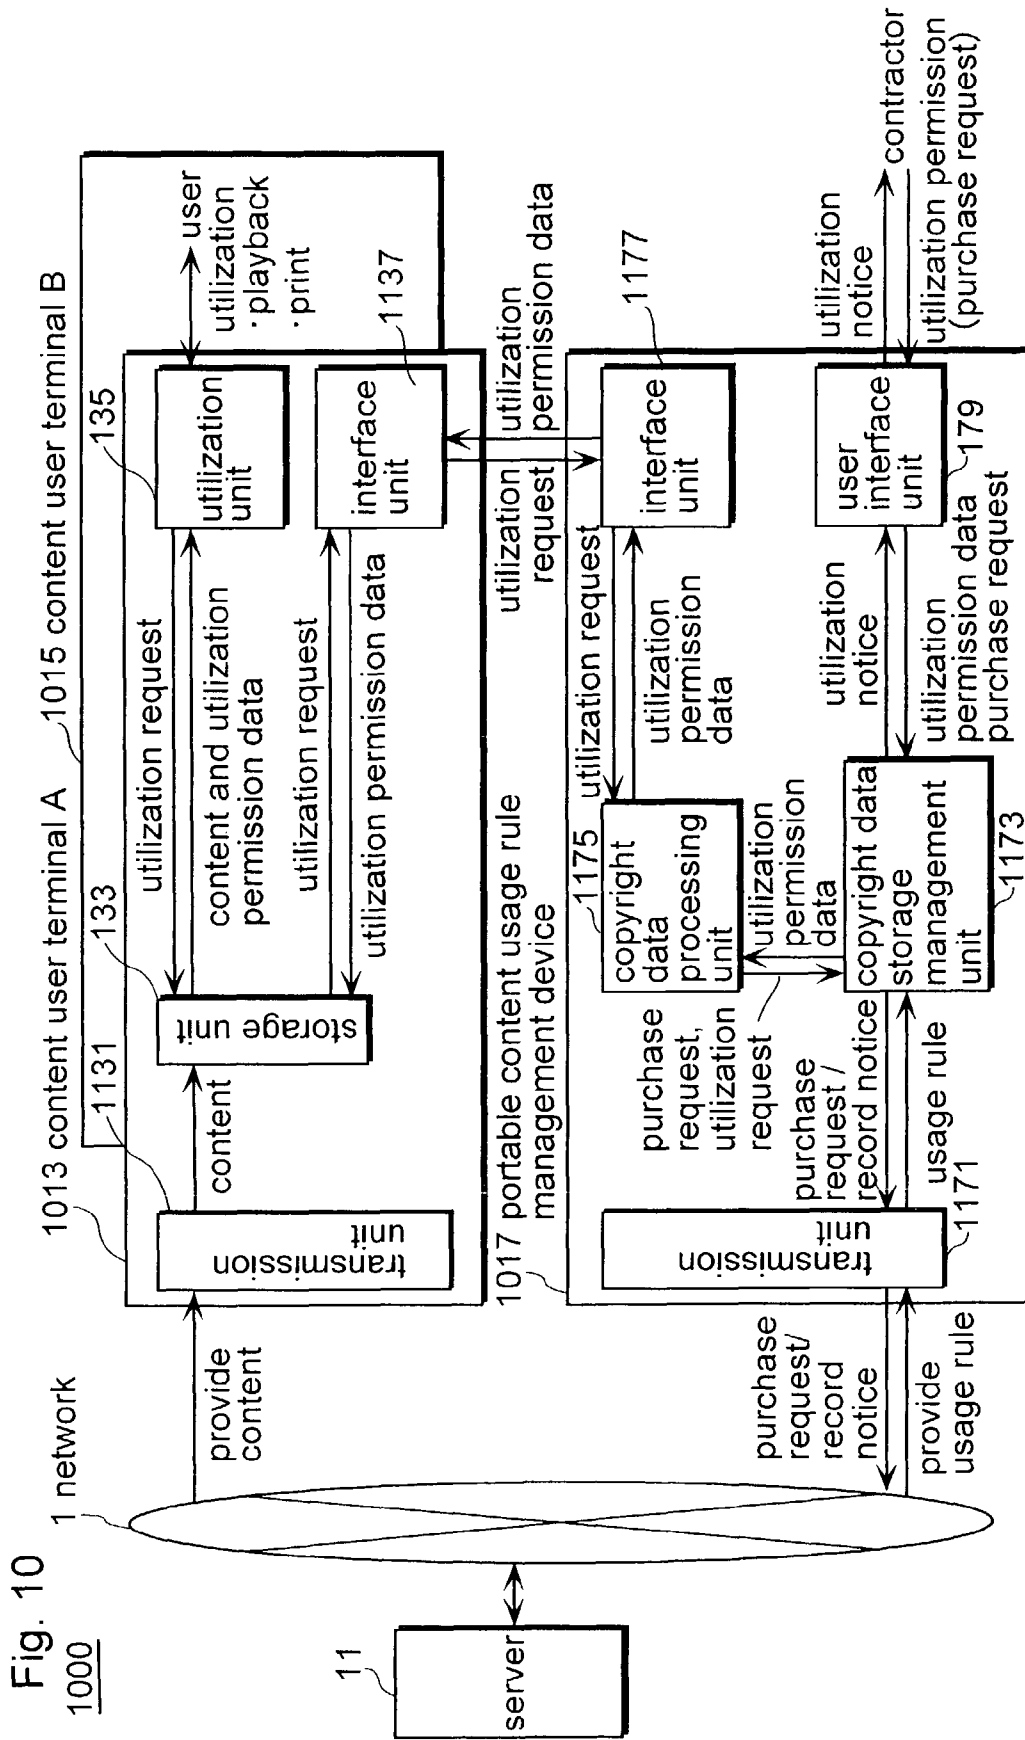 Fig. 10
1000
1 network
11
server
provide
content
purchase
request/
record
notice
provide
usage rule
1013 content user terminal A
1015 content user terminal B
1131
transmission
unit
content
133
storage unit
utilization request
content and utilization
permission data
utilization request
utilization permission data
135
utilization
unit
user
utilization
·playback
·print
interface
unit
1137
utilization
request
utilization
permission data
1017 portable content usage rule
management device
transmission
unit
1171
purchase
request/
record notice
usage rule
purchase
request,
utilization
request
utilization
permission
data
1175
copyright
data
processing
unit
copyright data
storage
management
unit
1173
utilization request
utilization
permission
data
interface
unit
1177
utilization
notice
utilization
permission data
purchase request
user
interface
unit
179
utilization
notice
contractor
utilization permission
(purchase request)